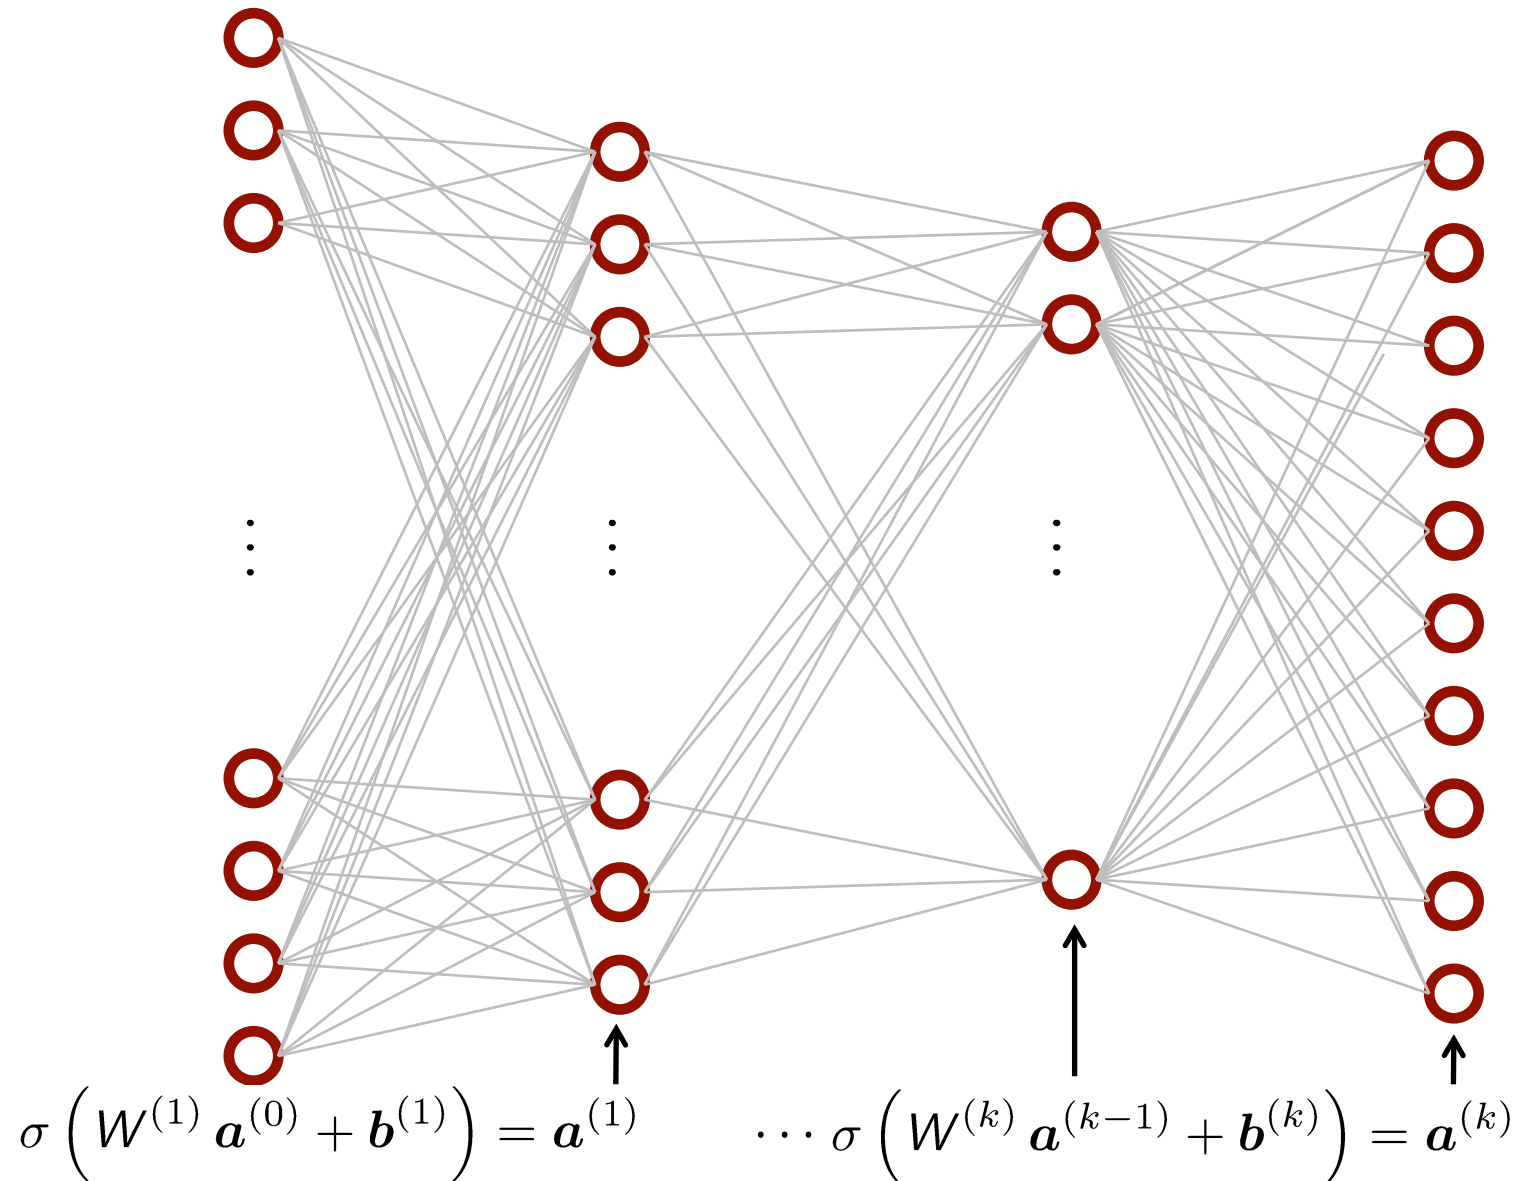 ⋮ ⋮ ⋮
σ ( W^(1) a^(0) + b^(1) ) = a^(1) ··· σ ( W^(k) a^(k−1) + b^(k) ) = a^(k)